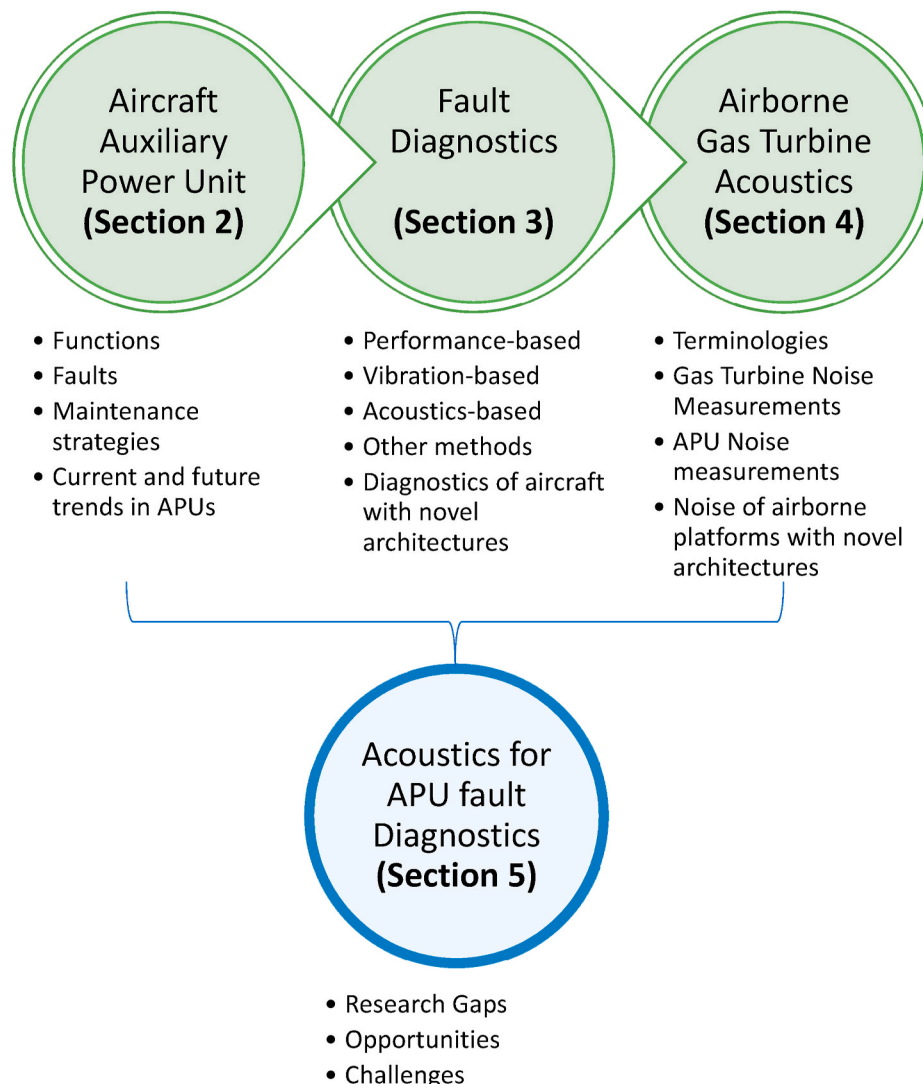 Aircraft
Auxiliary
Power Unit
(Section 2)
Fault
Diagnostics
(Section 3)
Airborne
Gas Turbine
Acoustics
(Section 4)
• Functions
• Faults
• Maintenance
strategies
• Current and future
trends in APUs
• Performance-based
• Vibration-based
• Acoustics-based
• Other methods
• Diagnostics of aircraft
with novel
architectures
• Terminologies
• Gas Turbine Noise
Measurements
• APU Noise
measurements
• Noise of airborne
platforms with novel
architectures
Acoustics for
APU fault
Diagnostics
(Section 5)
• Research Gaps
• Opportunities
• Challenges